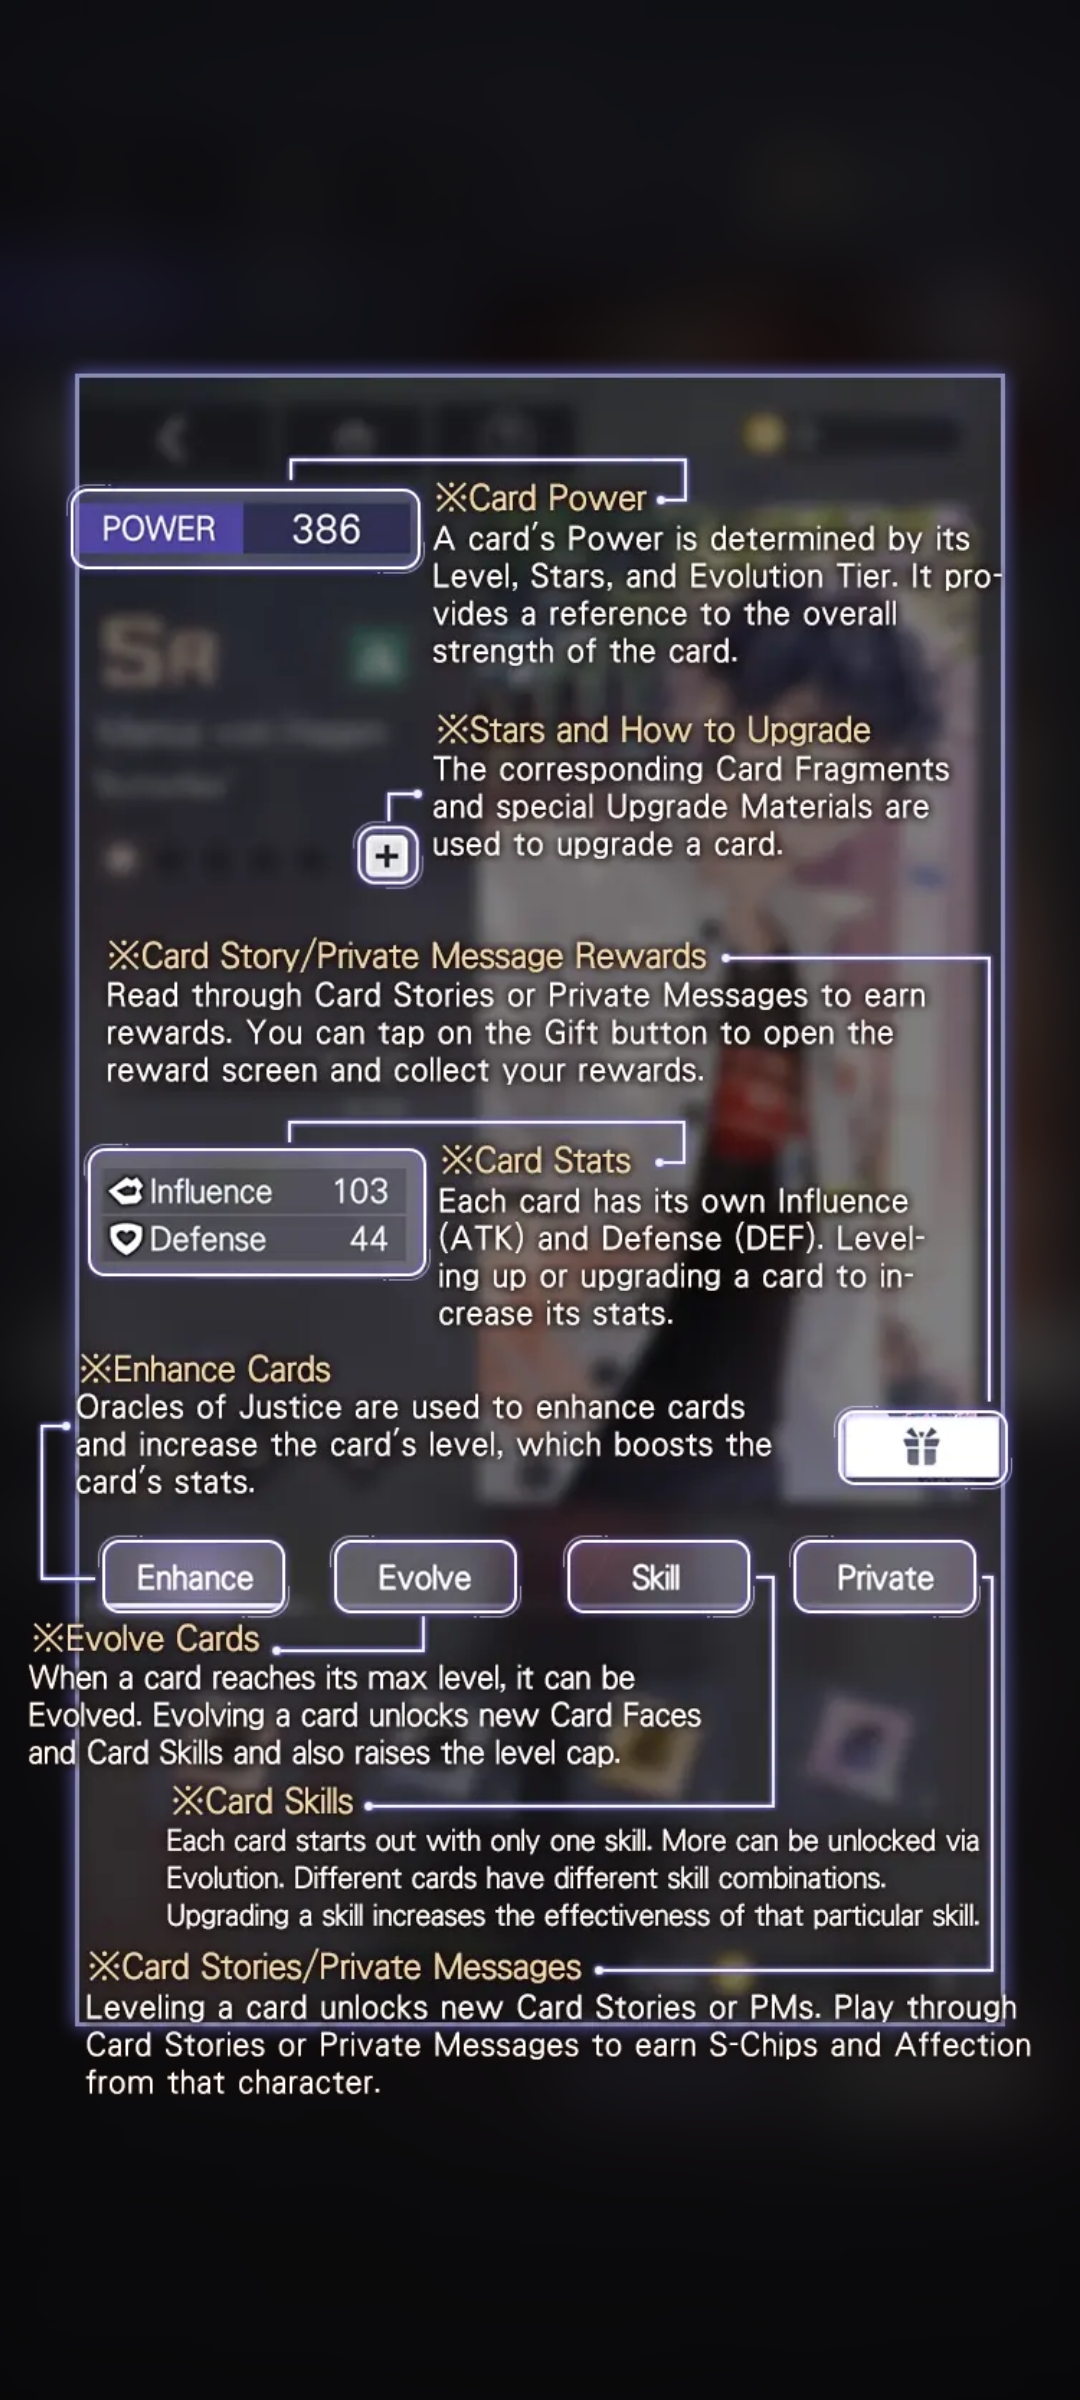 ※Card Power
POWER 386
A card's Power is determined by its
Level, Stars, and Evolution Tier. It pro-
vides a reference to the overall
strength of the card.
SR
※Stars and How to Upgrade
The corresponding Card Fragments
and special Upgrade Materials are
used to upgrade a card.
+
※Card Story/Private Message Rewards
Read through Card Stories or Private Messages to earn
rewards. You can tap on the Gift button to open the
reward screen and collect your rewards.
※Card Stats
Influence 103
Defense 44
Each card has its own Influence
(ATK) and Defense (DEF). Level-
ing up or upgrading a card to in-
crease its stats.
※Enhance Cards
Oracles of Justice are used to enhance cards
and increase the card's level, which boosts the
card's stats.
Enhance Evolve Skill Private
※Evolve Cards
When a card reaches its max level, it can be
Evolved. Evolving a card unlocks new Card Faces
and Card Skills and also raises the level cap.
※Card Skills
Each card starts out with only one skill. More can be unlocked via
Evolution. Different cards have different skill combinations.
Upgrading a skill increases the effectiveness of that particular skill.
※Card Stories/Private Messages
Leveling a card unlocks new Card Stories or PMs. Play through
Card Stories or Private Messages to earn S-Chips and Affection
from that character.